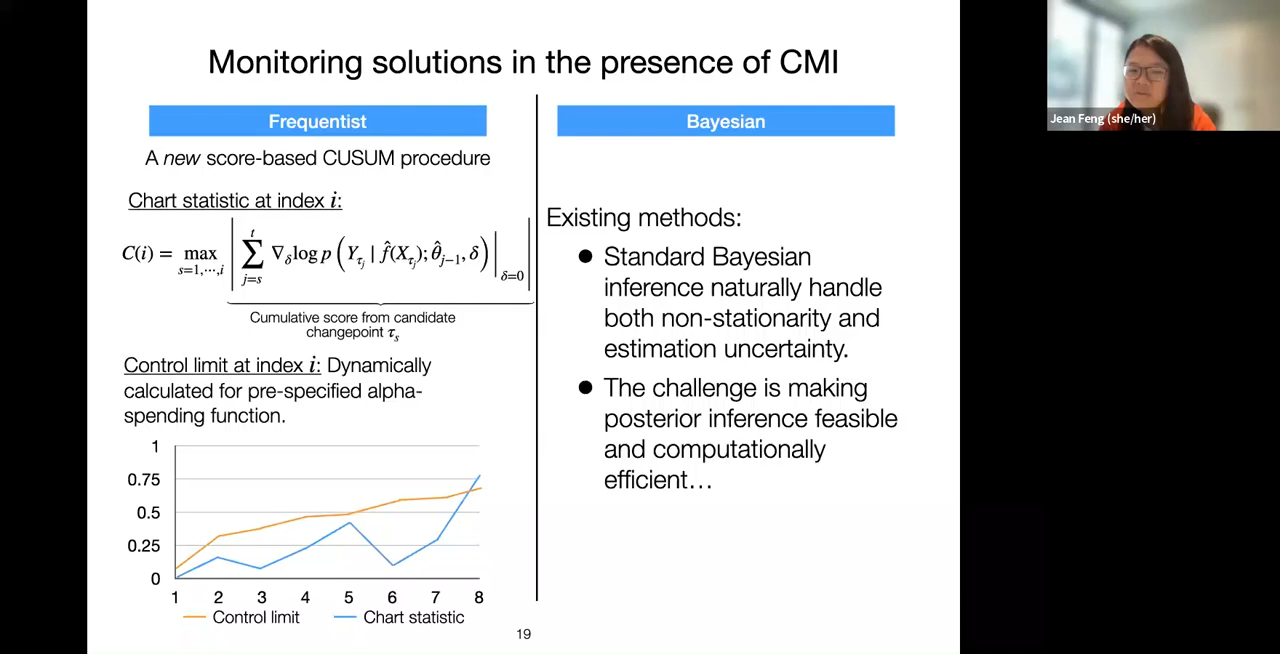 Monitoring solutions in the presence of CMI
Frequentist
A new score-based CUSUM procedure
Chart statistic at index i:
C(i) = max_{s=1,⋯,i} | ∑_{j=s}^{t} ∇_δ log p ( Y_{τ_j} | f̂(X_{τ_j}); θ̂_{j−1}, δ ) |_{δ=0} |
Cumulative score from candidate
changepoint τ_s
Control limit at index i: Dynamically
calculated for pre-specified alpha-
spending function.
1
0.75
0.5
0.25
0
1 2 3 4 5 6 7 8
Control limit Chart statistic
Bayesian
Existing methods:
● Standard Bayesian
inference naturally handle
both non-stationarity and
estimation uncertainty.
● The challenge is making
posterior inference feasible
and computationally
efficient…
19
Jean Feng (she/her)